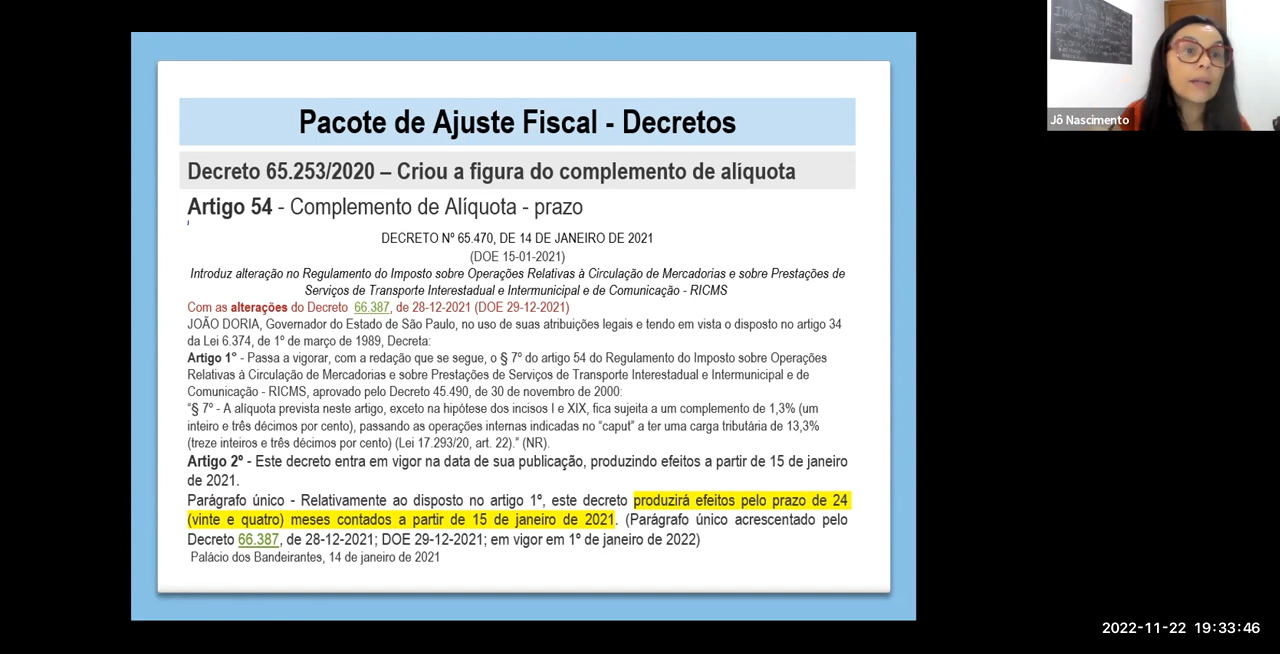 Pacote de Ajuste Fiscal - Decretos
Decreto 65.253/2020 – Criou a figura do complemento de alíquota
Artigo 54 - Complemento de Alíquota - prazo
DECRETO Nº 65.470, DE 14 DE JANEIRO DE 2021
(DOE 15-01-2021)
Introduz alteração no Regulamento do Imposto sobre Operações Relativas à Circulação de Mercadorias e sobre Prestações de
Serviços de Transporte Interestadual e Intermunicipal e de Comunicação - RICMS
Com as alterações do Decreto 66.387, de 28-12-2021 (DOE 29-12-2021)
JOÃO DORIA, Governador do Estado de São Paulo, no uso de suas atribuições legais e tendo em vista o disposto no artigo 34
da Lei 6.374, de 1º de março de 1989, Decreta:
Artigo 1° - Passa a vigorar, com a redação que se segue, o § 7º do artigo 54 do Regulamento do Imposto sobre Operações
Relativas à Circulação de Mercadorias e sobre Prestações de Serviços de Transporte Interestadual e Intermunicipal e de
Comunicação - RICMS, aprovado pelo Decreto 45.490, de 30 de novembro de 2000:
“§ 7º - A alíquota prevista neste artigo, exceto na hipótese dos incisos I e XIX, fica sujeita a um complemento de 1,3% (um
inteiro e três décimos por cento), passando as operações internas indicadas no “caput” a ter uma carga tributária de 13,3%
(treze inteiros e três décimos por cento) (Lei 17.293/20, art. 22).” (NR).
Artigo 2º - Este decreto entra em vigor na data de sua publicação, produzindo efeitos a partir de 15 de janeiro
de 2021.
Parágrafo único - Relativamente ao disposto no artigo 1º, este decreto produzirá efeitos pelo prazo de 24
(vinte e quatro) meses contados a partir de 15 de janeiro de 2021. (Parágrafo único acrescentado pelo
Decreto 66.387, de 28-12-2021; DOE 29-12-2021; em vigor em 1º de janeiro de 2022)
Palácio dos Bandeirantes, 14 de janeiro de 2021
Jô Nascimento
2022-11-22 19:33:46